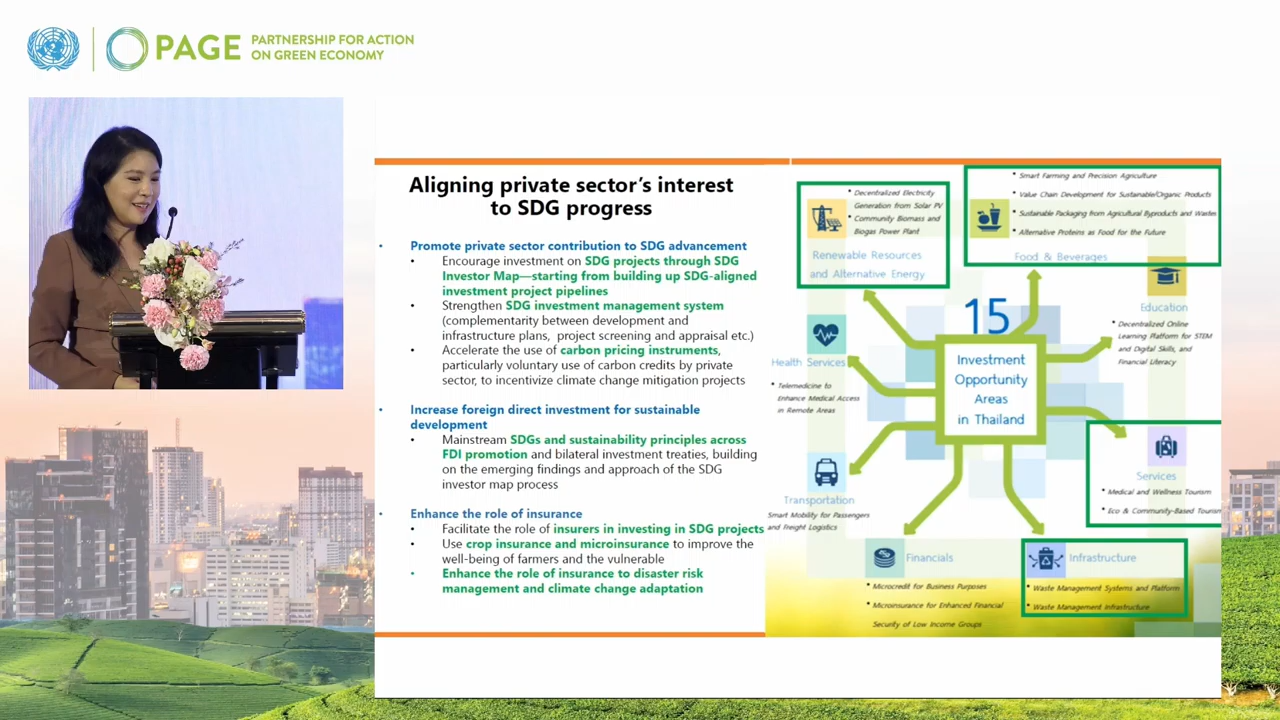 PAGE
PARTNERSHIP FOR ACTION
ON GREEN ECONOMY
Aligning private sector's interest
to SDG progress
• Promote private sector contribution to SDG advancement
• Encourage investment on SDG projects through SDG
Investor Map—starting from building up SDG-aligned
investment project pipelines
• Strengthen SDG investment management system
(complementarity between development and
infrastructure plans, project screening and appraisal etc.)
• Accelerate the use of carbon pricing instruments,
particularly voluntary use of carbon credits by private
sector, to incentivize climate change mitigation projects
• Increase foreign direct investment for sustainable
development
• Mainstream SDGs and sustainability principles across
FDI promotion and bilateral investment treaties, building
on the emerging findings and approach of the SDG
investor map process
• Enhance the role of insurance
• Facilitate the role of insurers in investing in SDG projects
• Use crop insurance and microinsurance to improve the
well-being of farmers and the vulnerable
• Enhance the role of insurance to disaster risk
management and climate change adaptation
• Decentralized Electricity
Generation from Solar PV
• Community Biomass and
Biogas Power Plant
Renewable Resources
and Alternative Energy
• Smart Farming and Precision Agriculture
• Value Chain Development for Sustainable/Organic Products
• Sustainable Packaging from Agricultural Byproducts and Wastes
• Alternative Proteins as Food for the Future
Food & Beverages
Education
• Decentralized Online
Learning Platform for STEM
and Digital Skills, and
Financial Literacy
15
Investment
Opportunity
Areas
in Thailand
Health Services
• Telemedicine to
Enhance Medical Access
in Remote Areas
Services
• Medical and Wellness Tourism
• Eco & Community-Based Tourism
Transportation
Smart Mobility for Passengers
and Freight Logistics
Financials
• Microcredit for Business Purposes
• Microinsurance for Enhanced Financial
Security of Low Income Groups
Infrastructure
• Waste Management Systems and Platform
• Waste Management Infrastructure